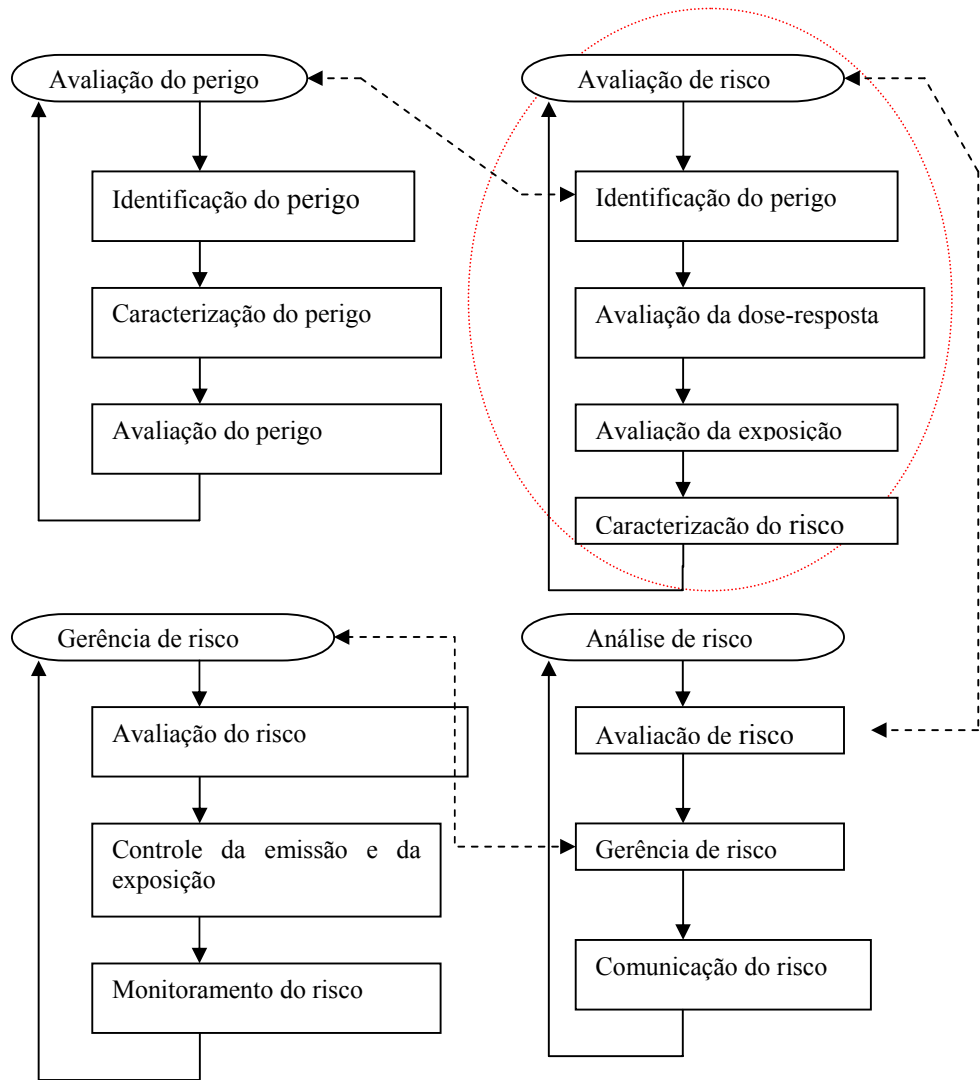 Avaliação do perigo
Identificação do perigo
Caracterização do perigo
Avaliação do perigo
Avaliação de risco
Identificação do perigo
Avaliação da dose-resposta
Avaliação da exposição
Caracterizacão do risco
Gerência de risco
Avaliação do risco
Controle da emissão e da
exposição
Monitoramento do risco
Análise de risco
Avaliacão de risco
Gerência de risco
Comunicação do risco